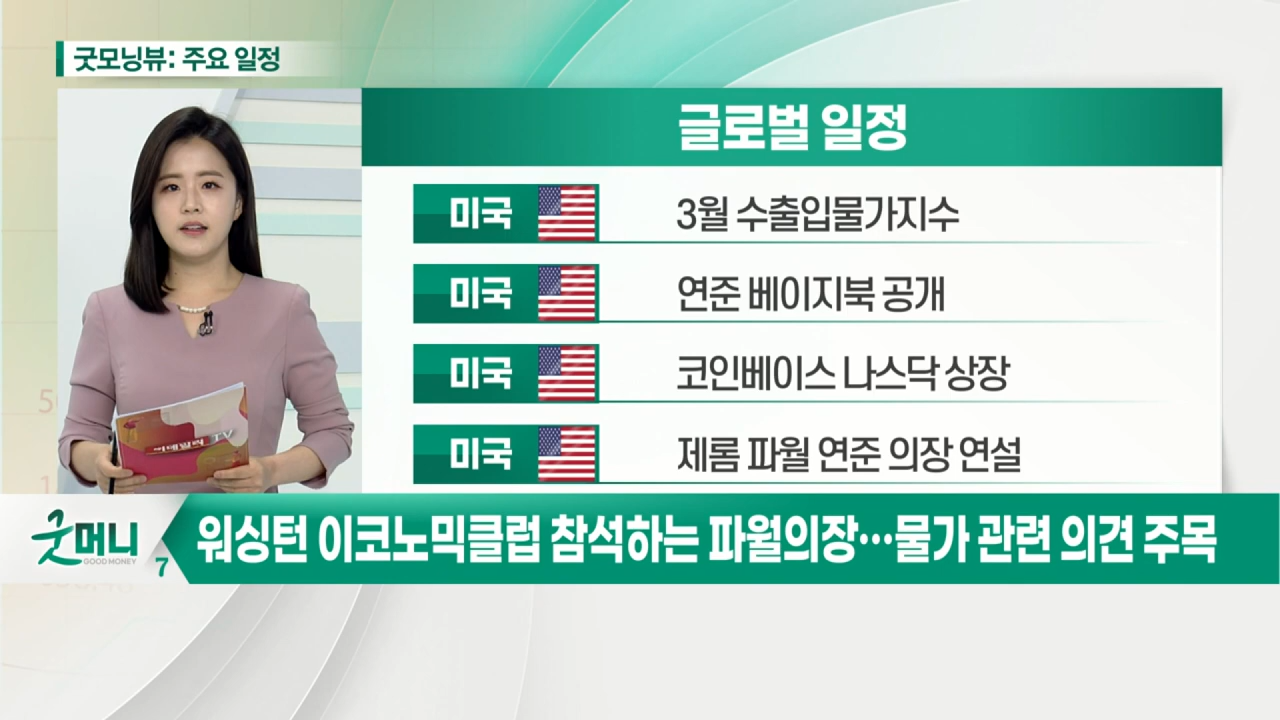 굿모닝뷰: 주요 일정
글로벌 일정
미국 3월 수출입물가지수
미국 연준 베이지북 공개
미국 코인베이스 나스닥 상장
미국 제롬 파월 연준 의장 연설
굿머니
GOOD MONEY
7
워싱턴 이코노믹클럽 참석하는 파월의장…물가 관련 의견 주목